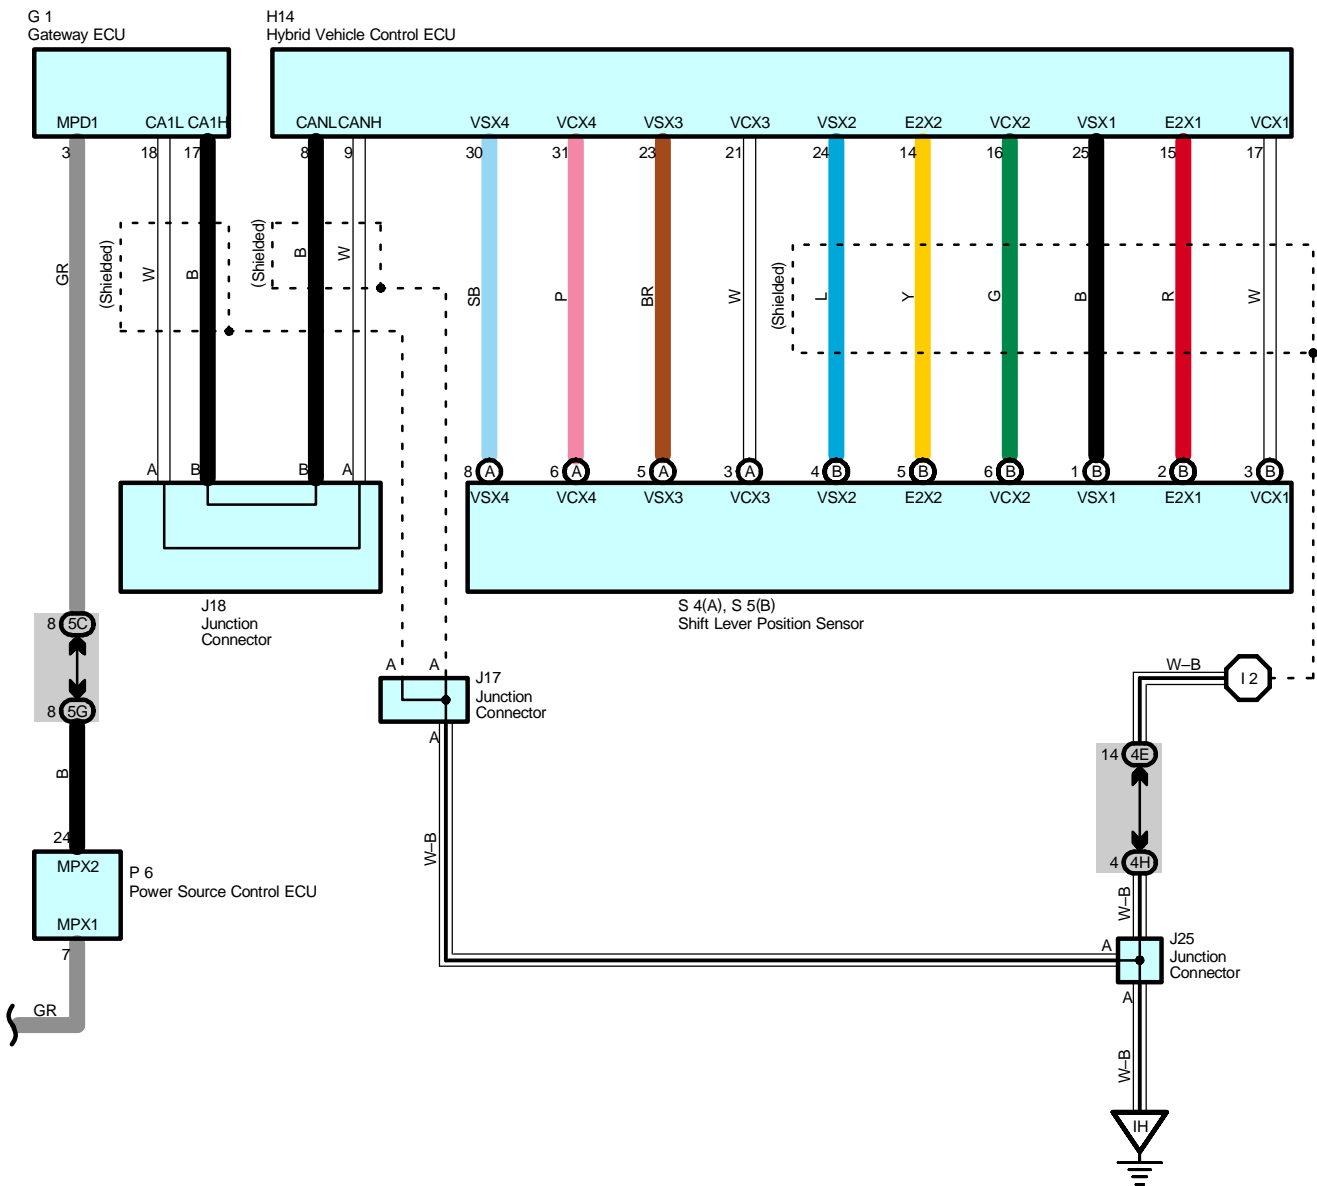 G 1
Gateway ECU
H14
Hybrid Vehicle Control ECU
MPD1 CA1L CA1H
CANL CANH VSX4 VCX4 VSX3 VCX3 VSX2 E2X2 VCX2 VSX1 E2X1 VCX1
3 18 17 8 9 30 31 23 21 24 14 16 25 15 17
GR
(Shielded)
W
B
(Shielded)
B
W
SB
P
BR
W
(Shielded)
L
Y
G
B
R
W
A B B A
8 A 6 A 5 A 3 A 4 B 5 B 6 B 1 B 2 B 3 B
VSX4 VCX4 VSX3 VCX3 VSX2 E2X2 VCX2 VSX1 E2X1 VCX1
J18
Junction
Connector
S 4(A), S 5(B)
Shift Lever Position Sensor
8 5C
8 5G
A A
J17
Junction
Connector
A
W–B
I 2
14 4E
4 4H
B
24
MPX2
P 6
Power Source Control ECU
MPX1
7
GR
W–B
W–B
A
J25
Junction
Connector
A
W–B
IH